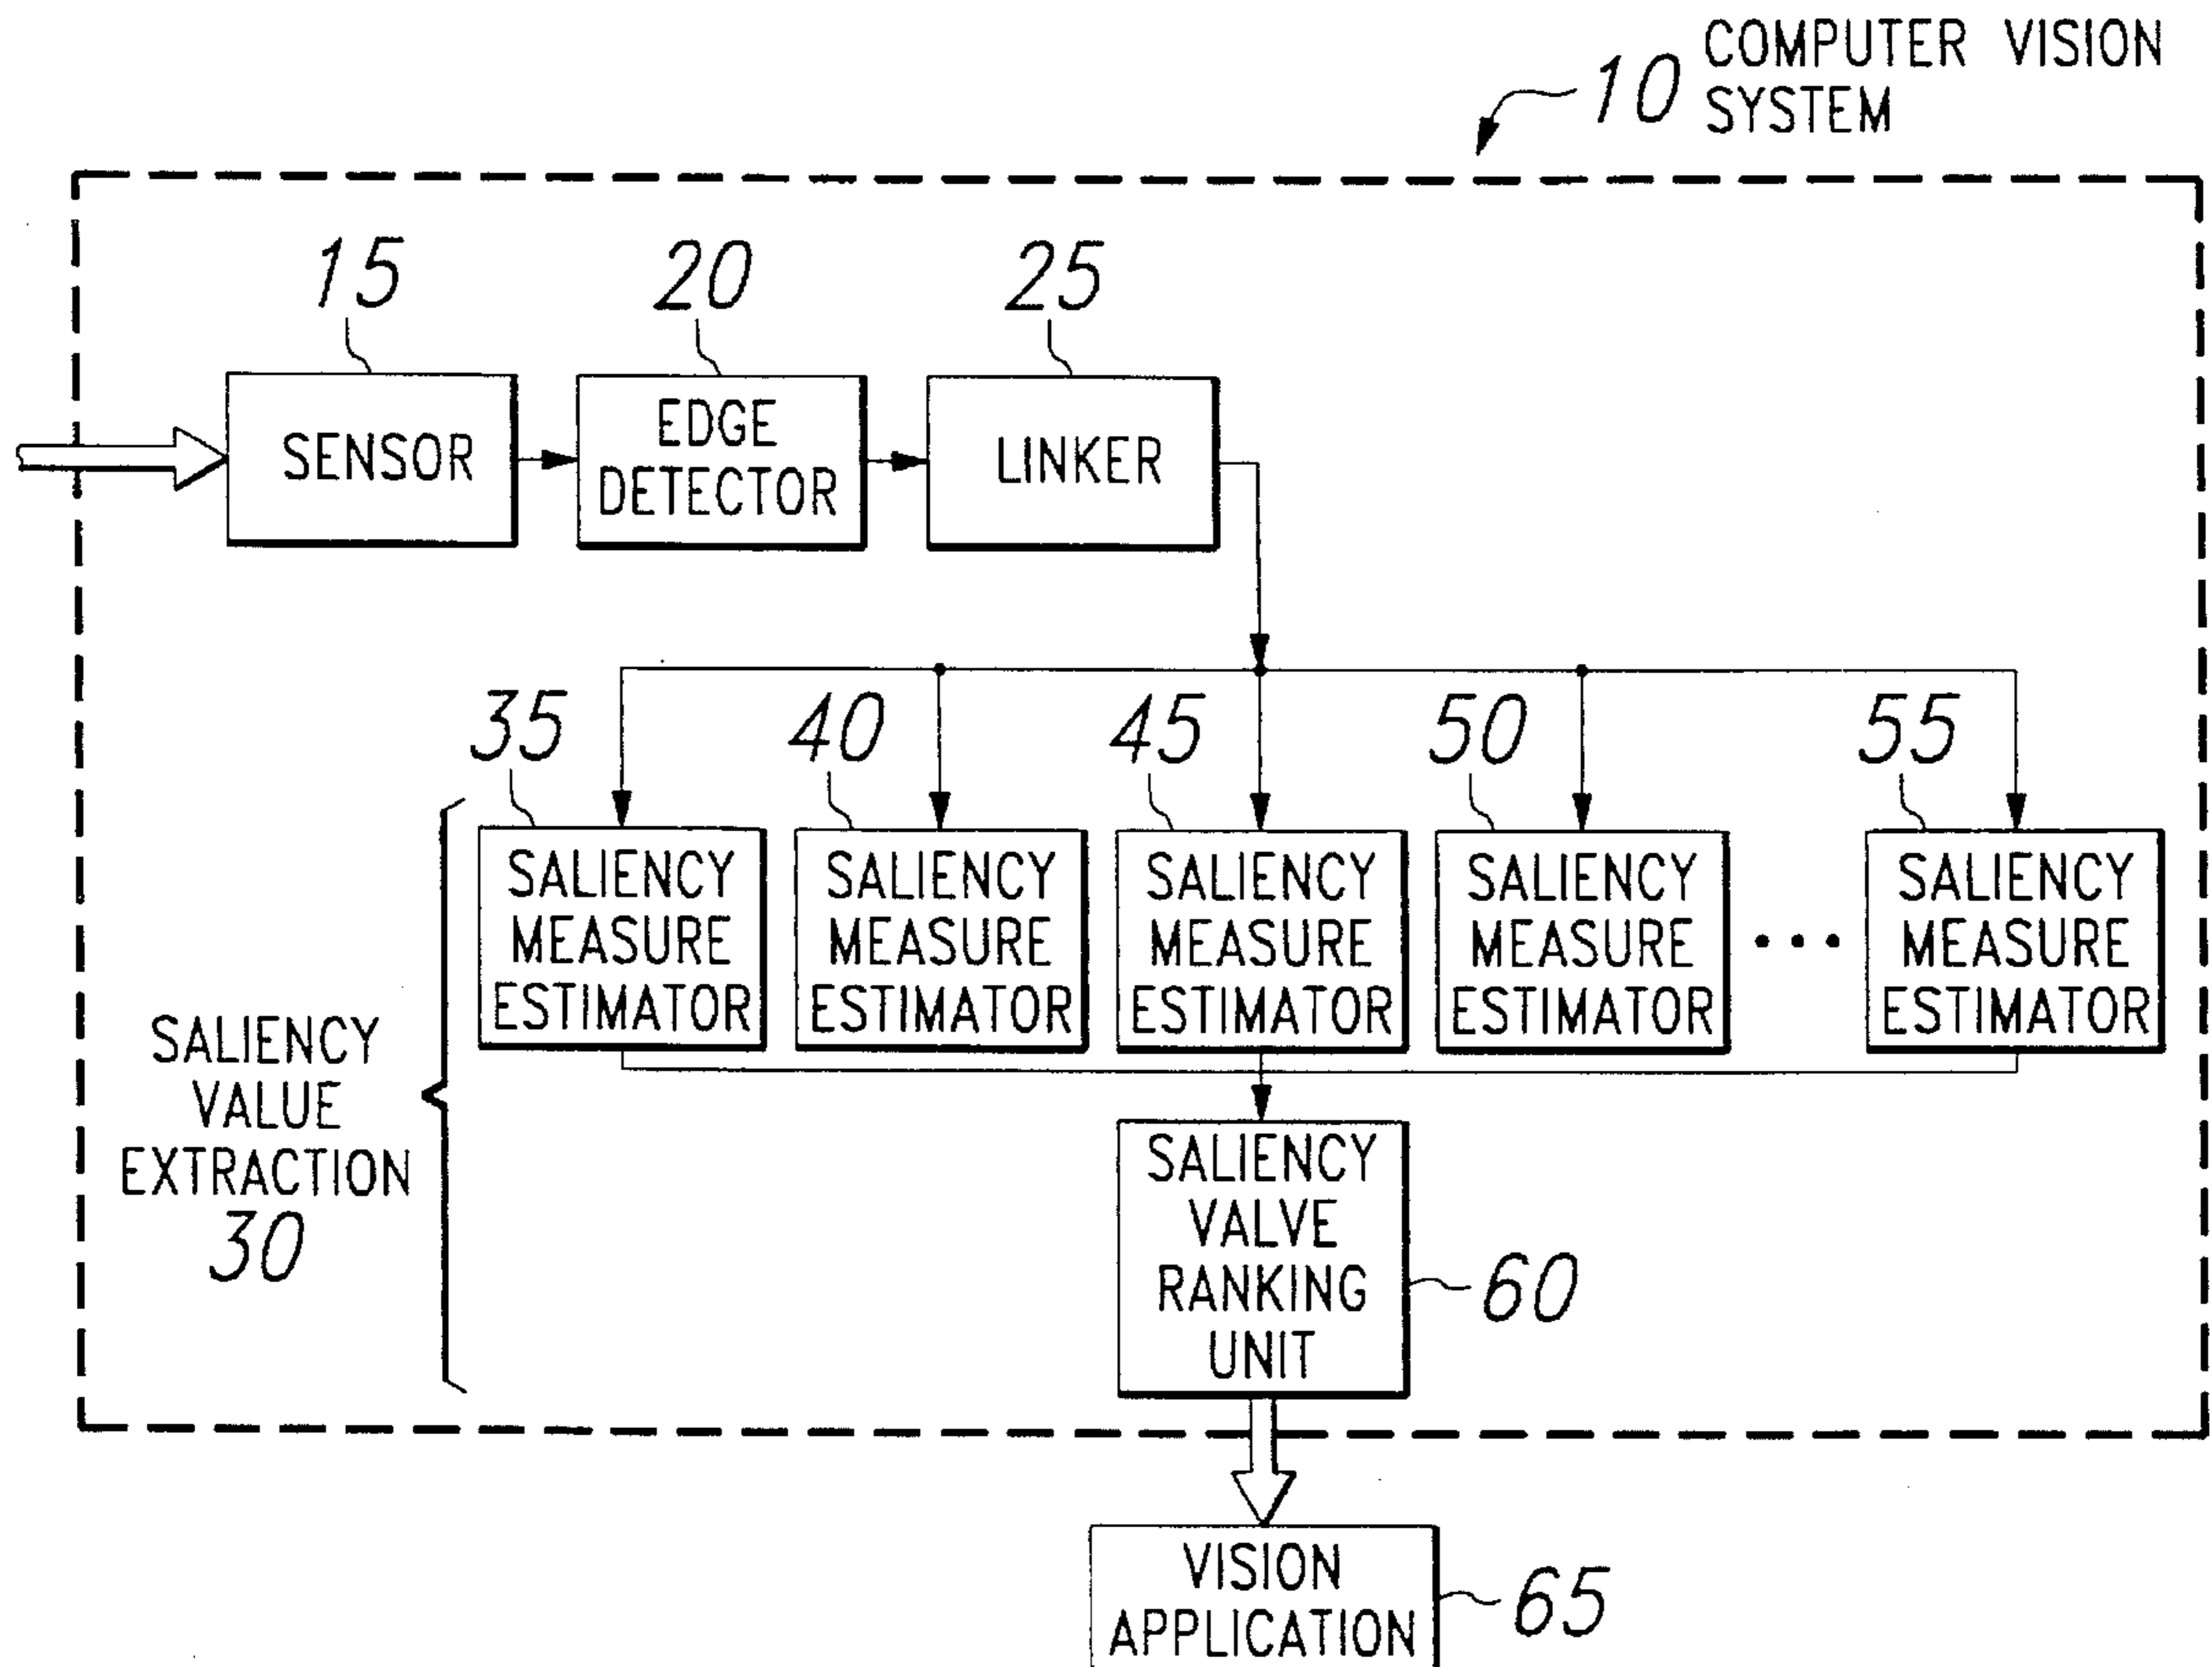 10 COMPUTER VISION
SYSTEM
15
20
25
SENSOR
EDGE
DETECTOR
LINKER
35
40
45
50
55
SALIENCY
MEASURE
ESTIMATOR
SALIENCY
MEASURE
ESTIMATOR
SALIENCY
MEASURE
ESTIMATOR
SALIENCY
MEASURE
ESTIMATOR
...
SALIENCY
MEASURE
ESTIMATOR
SALIENCY
VALUE
EXTRACTION
30
SALIENCY
VALVE
RANKING
UNIT
60
VISION
APPLICATION
65